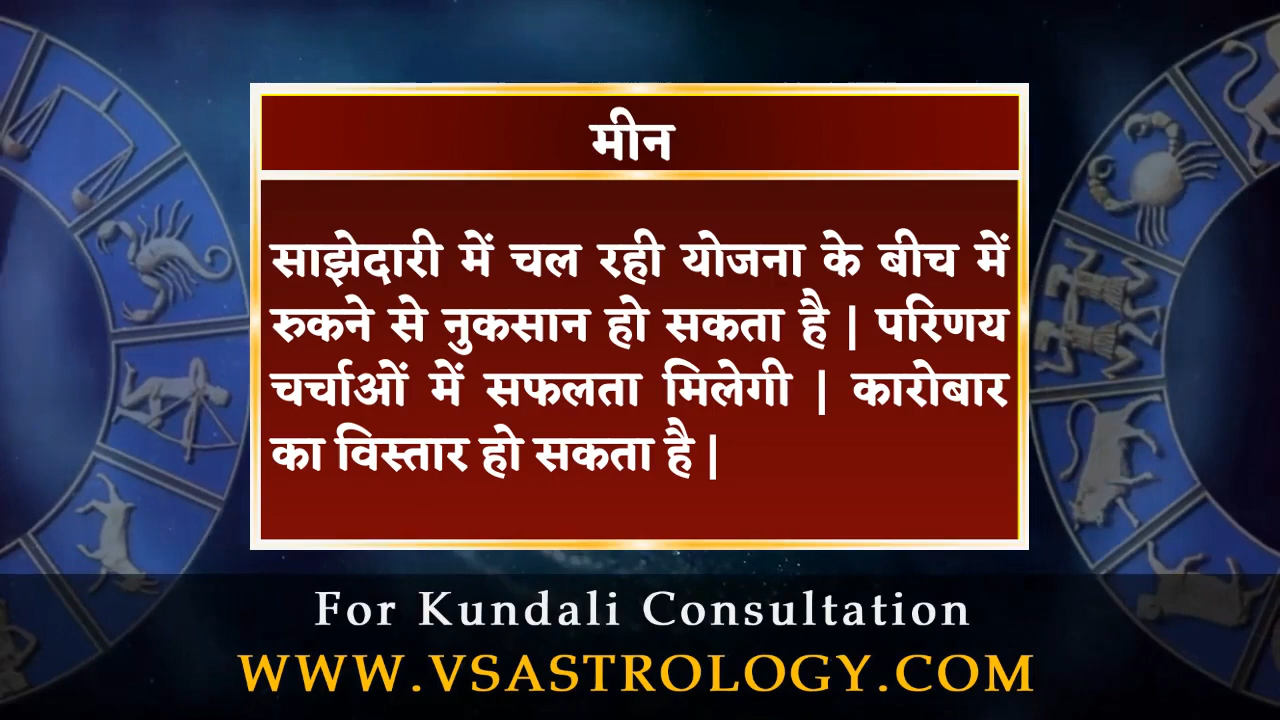 मीन
साझेदारी में चल रही योजना के बीच में
रुकने से नुकसान हो सकता है | परिणय
चर्चाओं में सफलता मिलेगी | कारोबार
का विस्तार हो सकता है |
For Kundali Consultation
WWW.VSASTROLOGY.COM